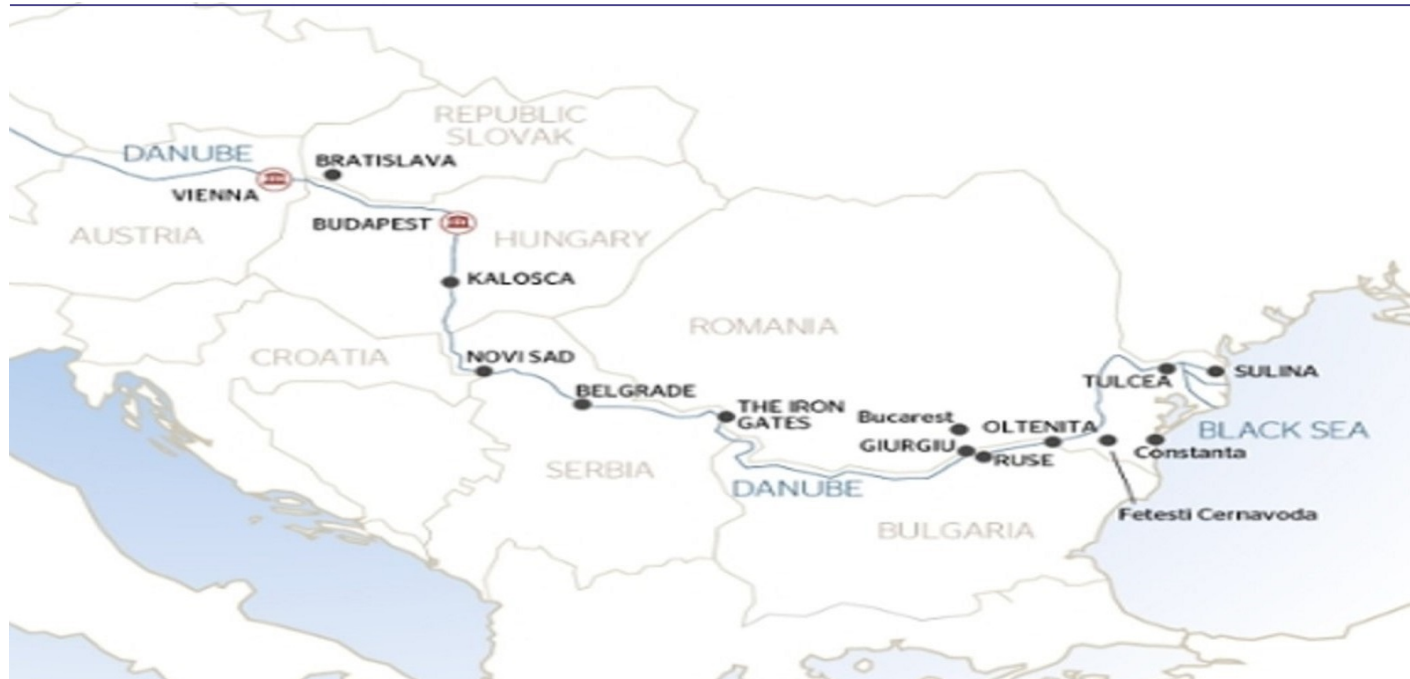 REPUBLIC
SLOVAK
DANUBE
BRATISLAVA
VIENNA
BUDAPEST
AUSTRIA
HUNGARY
KALOSCA
ROMANIA
CROATIA
NOVI SAD
TULCEA
SULINA
BELGRADE
THE IRON
GATES
Bucarest
OLTENITA
BLACK SEA
GIURGIU
RUSE
Constanta
SERBIA
DANUBE
Fetesti Cernavoda
BULGARIA